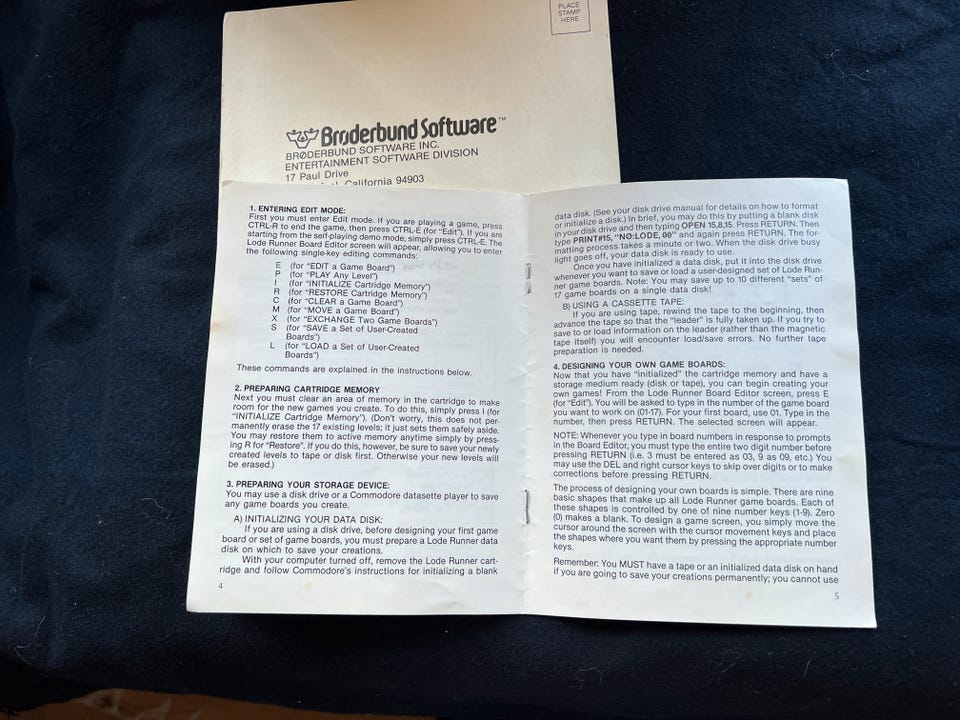 PLACE
STAMP
HERE
Brøderbund Software™
BRØDERBUND SOFTWARE INC.
ENTERTAINMENT SOFTWARE DIVISION
17 Paul Drive
California 94903
1. ENTERING EDIT MODE:
First you must enter Edit mode. If you are playing a game, press
CTRL-R to end the game, then press CTRL-E (for "Edit"). If you are
starting from the self-playing demo mode, simply press CTRL-E. The
Lode Runner Board Editor screen will appear, allowing you to enter
the following single-key editing commands:
E (for "EDIT a Game Board")
P (for "PLAY Any Level")
I (for "INITIALIZE Cartridge Memory")
R (for "RESTORE Cartridge Memory")
C (for "CLEAR a Game Board")
M (for "MOVE a Game Board")
X (for "EXCHANGE Two Game Boards")
S (for "SAVE a Set of User-Created
Boards")
L (for "LOAD a Set of User-Created
Boards")
These commands are explained in the instructions below.
2. PREPARING CARTRIDGE MEMORY
Next you must clear an area of memory in the cartridge to make
room for the new games you create. To do this, simply press I (for
"INITIALIZE Cartridge Memory"). (Don't worry, this does not per-
manently erase the 17 existing levels; it just sets them safely aside.
You may restore them to active memory anytime simply by press-
ing R for "Restore". If you do this, however, be sure to save your newly
created levels to tape or disk first. Otherwise your new levels will
be erased.)
3. PREPARING YOUR STORAGE DEVICE:
You may use a disk drive or a Commodore datasette player to save
any game boards you create.
A) INITIALIZING YOUR DATA DISK:
If you are using a disk drive, before designing your first game
board or set of game boards, you must prepare a Lode Runner data
disk on which to save your creations.
With your computer turned off, remove the Lode Runner cart-
ridge and follow Commodore's instructions for initializing a blank
4
data disk. (See your disk drive manual for details on how to format
or initialize a disk.) In brief, you may do this by putting a blank disk
in your disk drive and then typing OPEN 15,8,15. Press RETURN. Then
type PRINT#15, "NO:LODE, 00" and again press RETURN. The for-
matting process takes a minute or two. When the disk drive busy
light goes off, your data disk is ready to use.
Once you have initialized a data disk, put it into the disk drive
whenever you want to save or load a user-designed set of Lode Run-
ner game boards. Note: You may save up to 10 different "sets" of
17 game boards on a single data disk!
B) USING A CASSETTE TAPE:
If you are using tape, rewind the tape to the beginning, then
advance the tape so that the "leader" is fully taken up. If you try to
save to or load information on the leader (rather than the magnetic
tape itself) you will encounter load/save errors. No further tape
preparation is needed.
4. DESIGNING YOUR OWN GAME BOARDS:
Now that you have "initialized" the cartridge memory and have a
storage medium ready (disk or tape), you can begin creating your
own games! From the Lode Runner Board Editor screen, press E
(for "Edit"). You will be asked to type in the number of the game board
you want to work on (01-17). For your first board, use 01. Type in the
number, then press RETURN. The selected screen will appear.
NOTE: Whenever you type in board numbers in response to prompts
in the Board Editor, you must type the entire two digit number before
pressing RETURN (i.e. 3 must be entered as 03, 9 as 09, etc.) You
may use the DEL and right cursor keys to skip over digits or to make
corrections before pressing RETURN.
The process of designing your own boards is simple. There are nine
basic shapes that make up all Lode Runner game boards. Each of
these shapes is controlled by one of nine number keys (1-9). Zero
(0) makes a blank. To design a game screen, you simply move the
cursor around the screen with the cursor movement keys and place
the shapes where you want them by pressing the appropriate number
keys.
Remember: You MUST have a tape or an initialized data disk on hand
if you are going to save your creations permanently; you cannot use
5